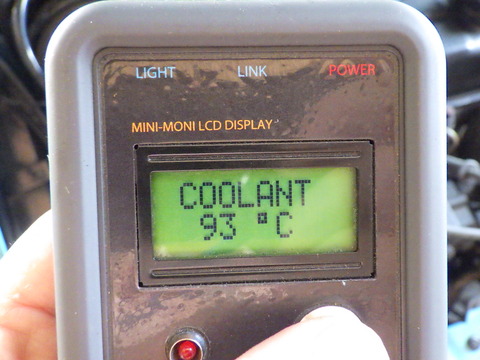 LIGHT LINK POWER
MINI-MONI LCD DISPLAY
COOLANT
93 °C